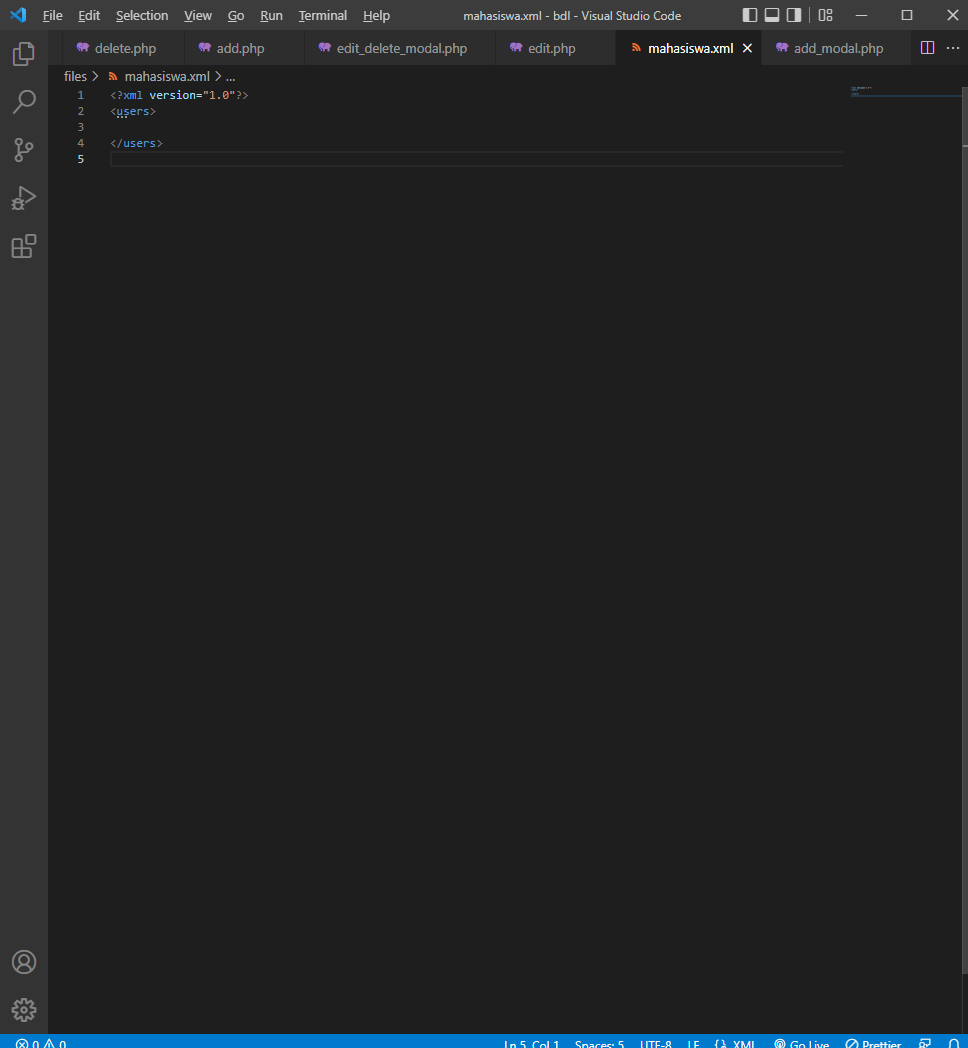 File Edit Selection View Go Run Terminal Help mahasiswa.xml - bdl - Visual Studio Code
delete.php add.php edit_delete_modal.php edit.php mahasiswa.xml add_modal.php
files > mahasiswa.xml > ...
1 <?xml version="1.0"?>
2 <users>
3
4 </users>
5
0 0 Ln 5, Col 1 Spaces: 5 UTF-8 LF {} XML Go Live Prettier